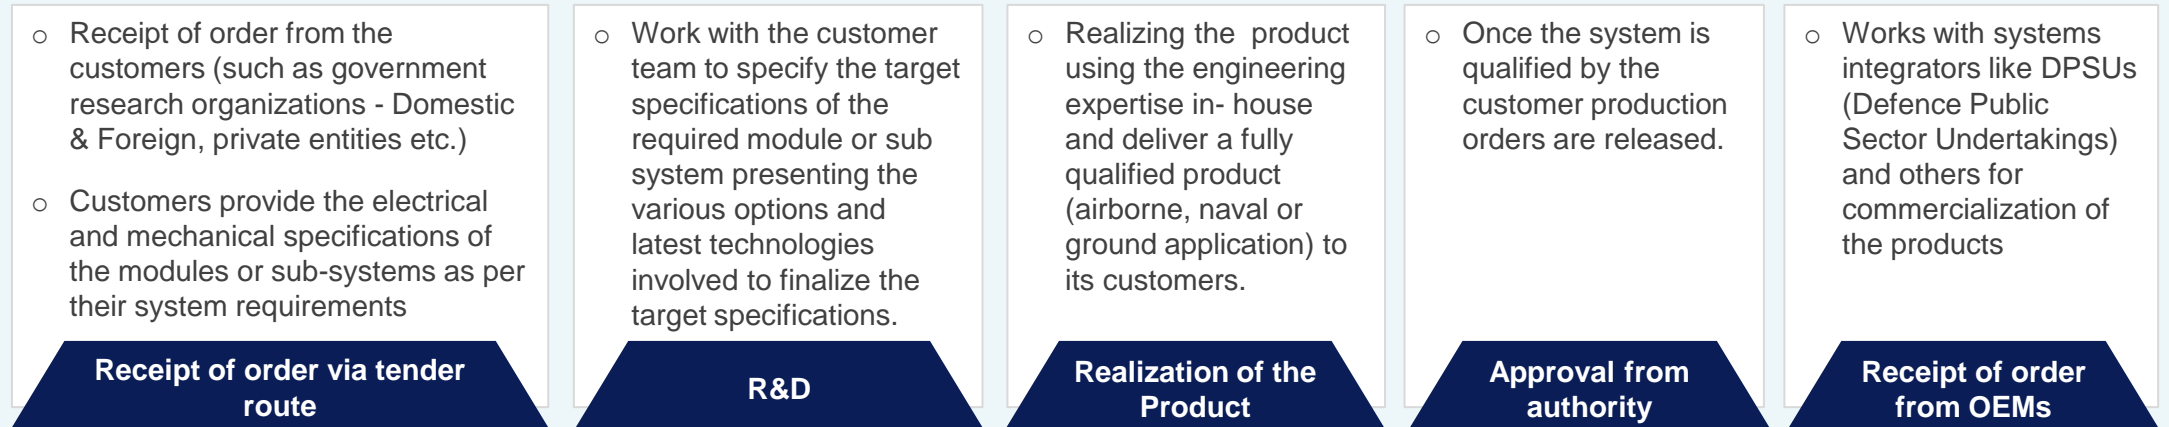 ○ Receipt of order from the
customers (such as government
research organizations - Domestic
& Foreign, private entities etc.)
○ Customers provide the electrical
and mechanical specifications of
the modules or sub-systems as per
their system requirements
Receipt of order via tender
route
○ Work with the customer
team to specify the target
specifications of the
required module or sub
system presenting the
various options and
latest technologies
involved to finalize the
target specifications.
R&D
○ Realizing the product
using the engineering
expertise in- house
and deliver a fully
qualified product
(airborne, naval or
ground application) to
its customers.
Realization of the
Product
○ Once the system is
qualified by the
customer production
orders are released.
Approval from
authority
○ Works with systems
integrators like DPSUs
(Defence Public
Sector Undertakings)
and others for
commercialization of
the products
Receipt of order
from OEMs